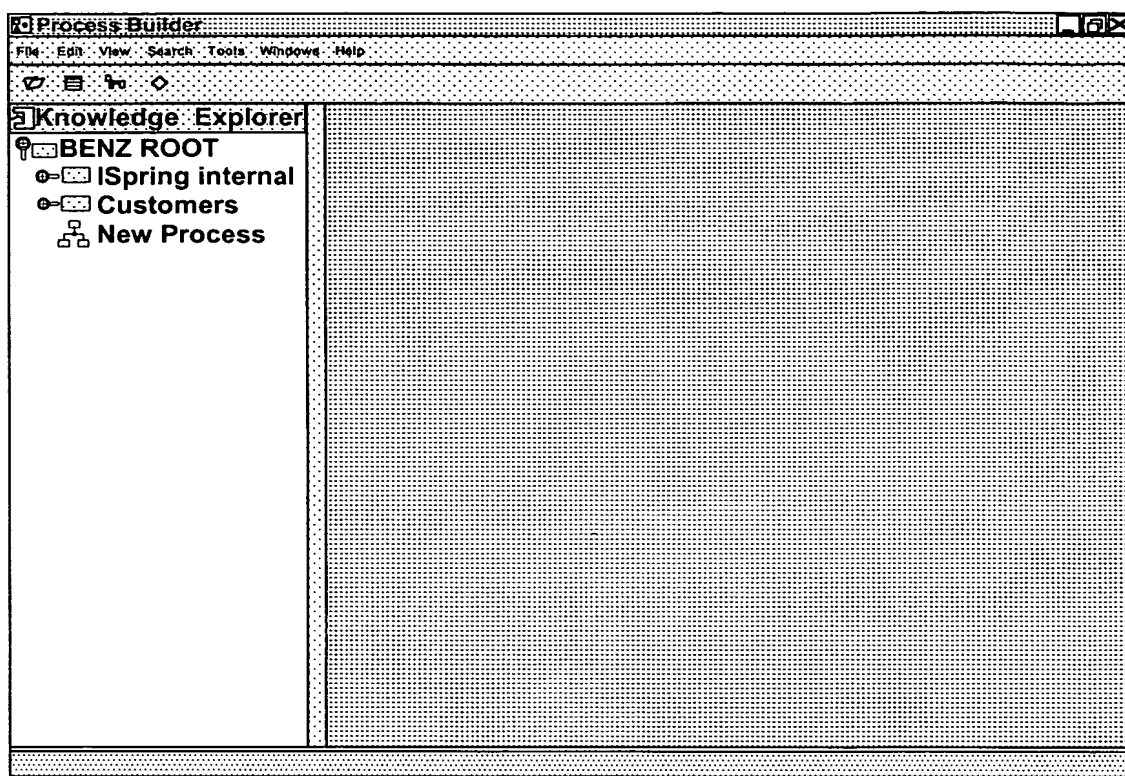 Process Builder
File Edit View Search Tools Windows Help
Knowledge Explorer
BENZ ROOT
ISpring internal
Customers
New Process